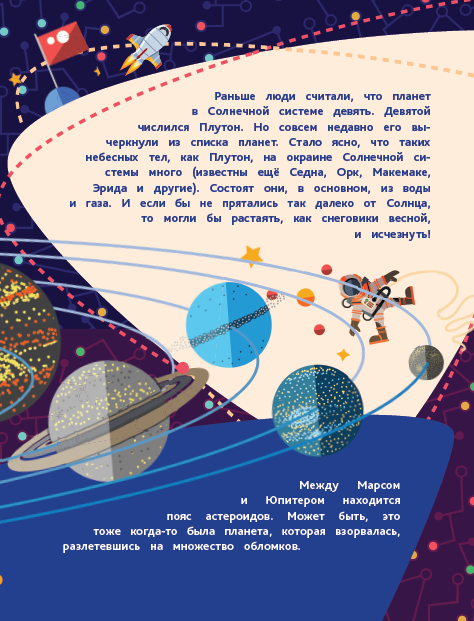 Раньше люди считали, что планет
в Солнечной системе девять. Девятой
числился Плутон. Но совсем недавно его вы-
черкнули из списка планет. Стало ясно, что таких
небесных тел, как Плутон, на окраине Солнечной си-
стемы много (известны ещё Седна, Орк, Макемаке,
Эрида и другие). Состоят они, в основном, из воды
и газа. И если бы не прятались так далеко от Солнца,
то могли бы растаять, как снеговики весной,
и исчезнуть!
Между Марсом
и Юпитером находится
пояс астероидов. Может быть, это
тоже когда-то была планета, которая взорвалась,
разлетевшись на множество обломков.